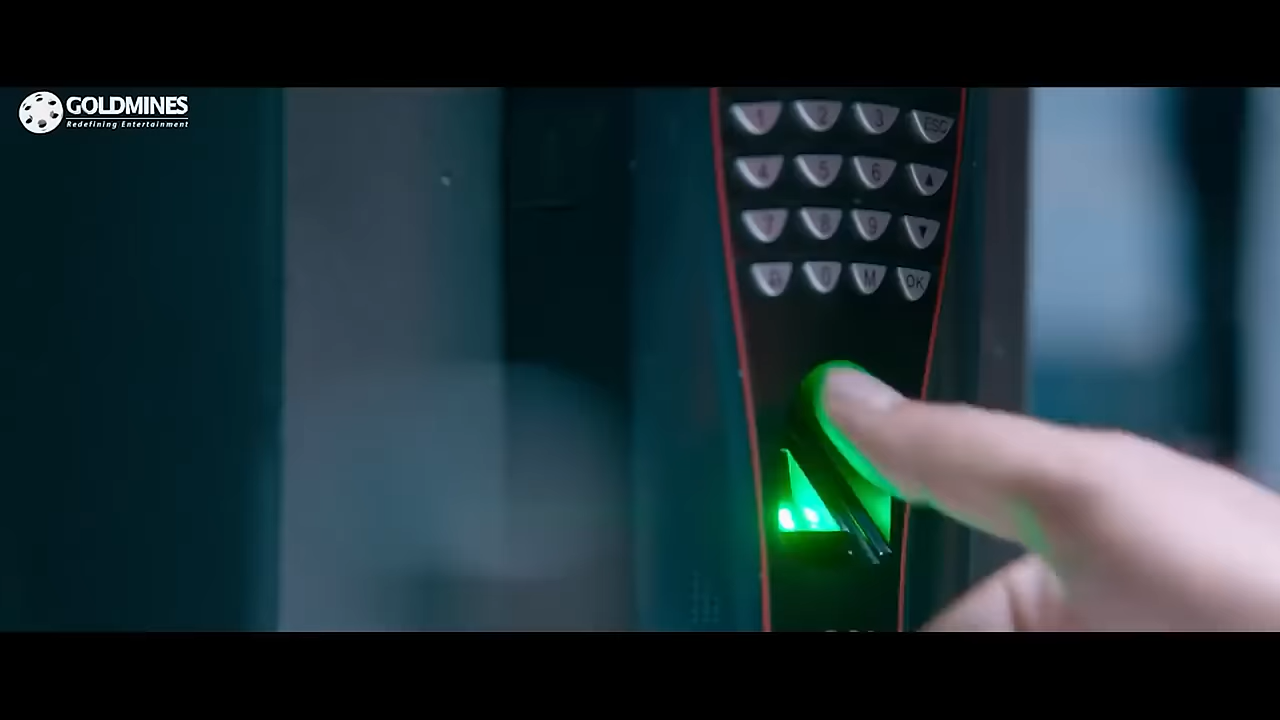 GOLDMINES
Redefining Entertainment
1 2 3 ESC
4 5 6 ▲
7 8 9 ▼
0 M OK